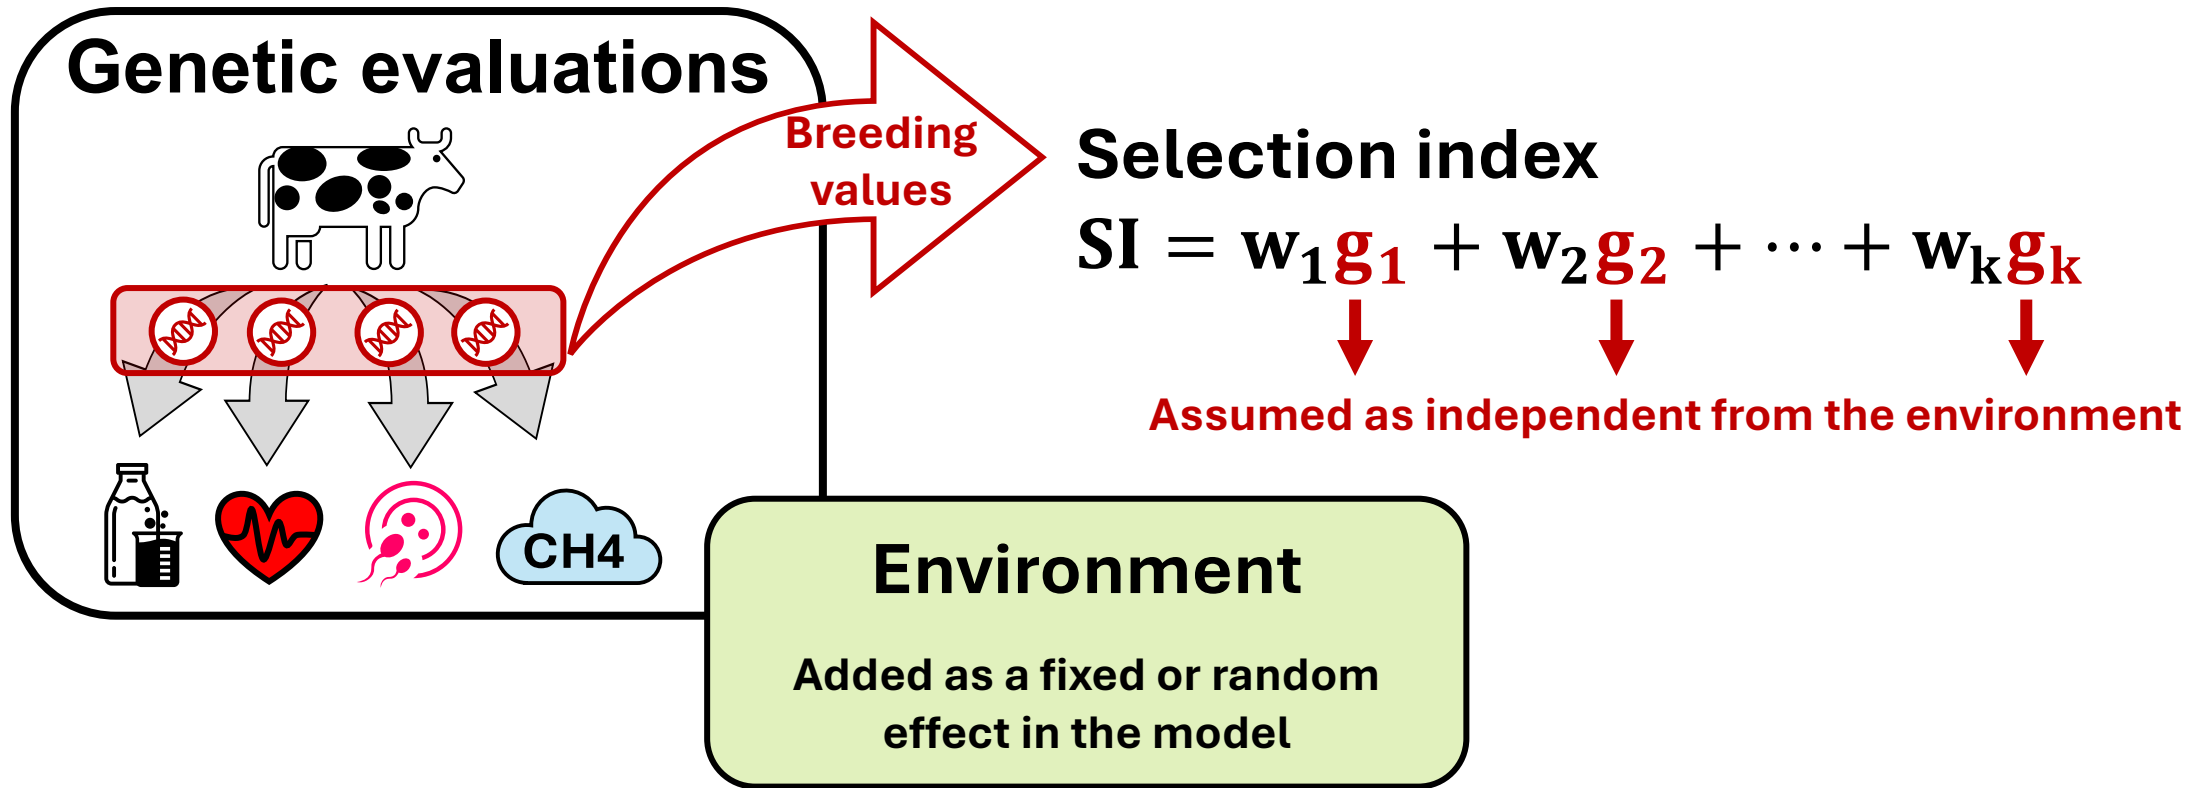 Genetic evaluations
Breeding
values
Selection index
SI = w₁g₁ + w₂g₂ + ⋯ + wₖgₖ
Assumed as independent from the environment
CH4
Environment
Added as a fixed or random
effect in the model